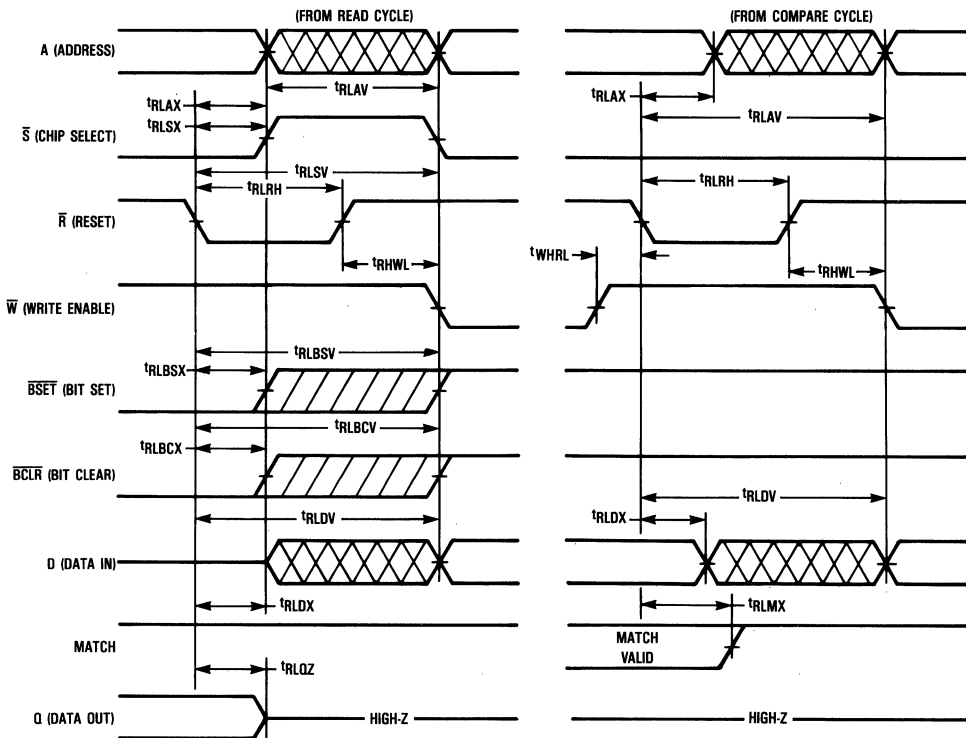 (FROM READ CYCLE) (FROM COMPARE CYCLE)
A (ADDRESS)
tRLAX tRLAV tRLAX
tRLSX tRLAV
S̅ (CHIP SELECT)
tRLSV
tRLRH tRLRH
R̅ (RESET)
tWHRL
tRHWL tRHWL
W̅ (WRITE ENABLE)
tRLBSV
tRLBSX
B̅S̅E̅T̅ (BIT SET)
tRLBCV
tRLBCX
B̅C̅L̅R̅ (BIT CLEAR)
tRLDV tRLDV
tRLDX
D (DATA IN)
tRLDX tRLMX
MATCH MATCH
VALID
tRLQZ
Q (DATA OUT) HIGH-Z HIGH-Z